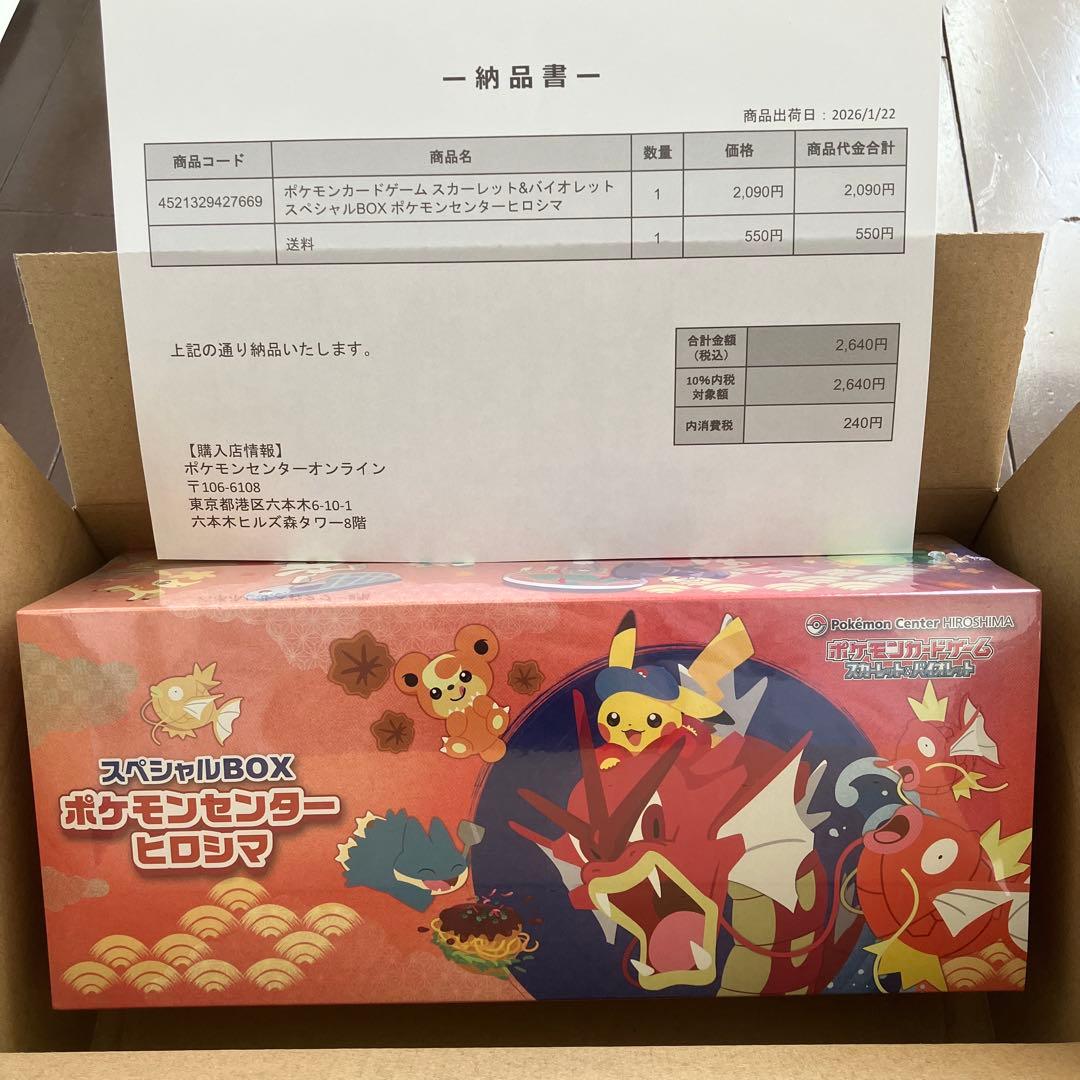 ー納品書ー
商品出荷日：2026/1/22
商品コード 商品名 数量 価格 商品代金合計
4521329427669 ポケモンカードゲーム スカーレット&バイオレット 1 2,090円 2,090円
スペシャルBOX ポケモンセンターヒロシマ
送料 1 550円 550円
上記の通り納品いたします。
合計金額 2,640円
（税込）
10%内税 2,640円
対象額
内消費税 240円
【購入店情報】
ポケモンセンターオンライン
〒106-6108
東京都港区六本木6-10-1
六本木ヒルズ森タワー8階
Pokémon Center HIROSHIMA
ポケモンカードゲーム
スカーレット&バイオレット
スペシャルBOX
ポケモンセンター
ヒロシマ